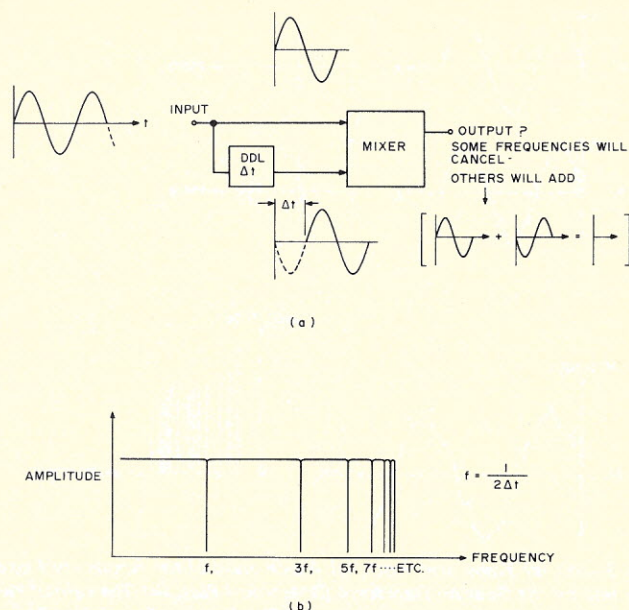 t
INPUT
DDL
Δt
MIXER
OUTPUT ?
SOME FREQUENCIES WILL
CANCEL -
OTHERS WILL ADD
Δt
+
=
(a)
AMPLITUDE
f = 1
2Δt
FREQUENCY
f, 3f, 5f, 7f ····ETC.
(b)